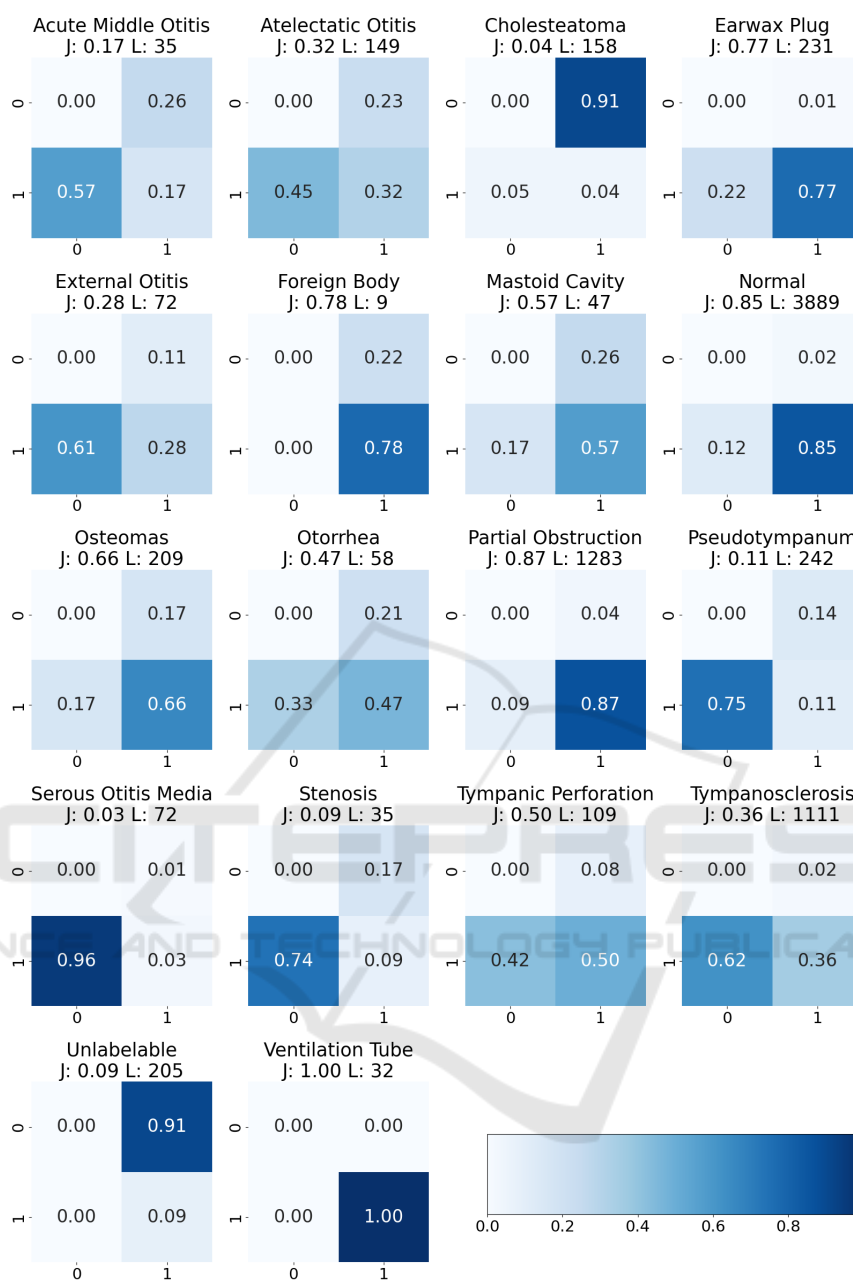 Acute Middle Otitis Atelectatic Otitis Cholesteatoma Earwax Plug
J: 0.17 L: 35 J: 0.32 L: 149 J: 0.04 L: 158 J: 0.77 L: 231
0 0.00 0.26 0 0.00 0.23 0 0.00 0.91 0 0.00 0.01
1 0.57 0.17 1 0.45 0.32 1 0.05 0.04 1 0.22 0.77
0 1 0 1 0 1 0 1
External Otitis Foreign Body Mastoid Cavity Normal
J: 0.28 L: 72 J: 0.78 L: 9 J: 0.57 L: 47 J: 0.85 L: 3889
0 0.00 0.11 0 0.00 0.22 0 0.00 0.26 0 0.00 0.02
1 0.61 0.28 1 0.00 0.78 1 0.17 0.57 1 0.12 0.85
0 1 0 1 0 1 0 1
Osteomas Otorrhea Partial Obstruction Pseudotympanum
J: 0.66 L: 209 J: 0.47 L: 58 J: 0.87 L: 1283 J: 0.11 L: 242
0 0.00 0.17 0 0.00 0.21 0 0.00 0.04 0 0.00 0.14
1 0.17 0.66 1 0.33 0.47 1 0.09 0.87 1 0.75 0.11
0 1 0 1 0 1 0 1
Serous Otitis Media Stenosis Tympanic Perforation Tympanosclerosis
J: 0.03 L: 72 J: 0.09 L: 35 J: 0.50 L: 109 J: 0.36 L: 1111
CITEPRES
0 0.00 0.01 0 0.00 0.17 0 0.00 0.08 0 0.00 0.02
NCE AND TECHNOLOGY PUBLICA
1 0.96 0.03 1 0.74 0.09 1 0.42 0.50 1 0.62 0.36
0 1 0 1 0 1 0 1
Unlabelable Ventilation Tube
J: 0.09 L: 205 J: 1.00 L: 32
0 0.00 0.91 0 0.00 0.00
1 0.00 0.09 1 0.00 1.00
0 1 0 1
0.0 0.2 0.4 0.6 0.8